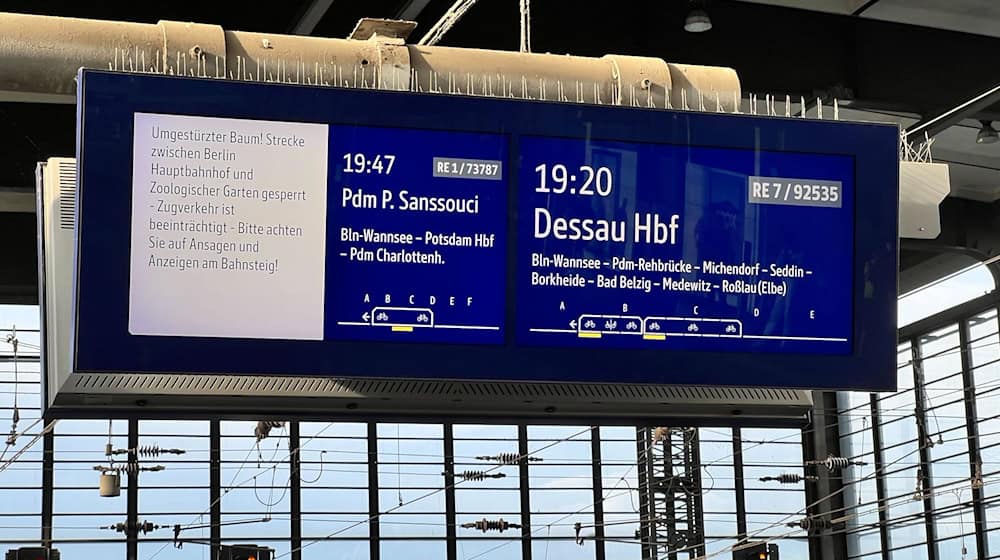 Umgestürzter Baum! Strecke
zwischen Berlin
Hauptbahnhof und
Zoologischer Garten gesperrt
- Zugverkehr ist
beeinträchtigt - Bitte achten
Sie auf Ansagen und
Anzeigen am Bahnsteig!
19:47
RE 1 / 73787
Pdm P. Sanssouci
Bln-Wannsee – Potsdam Hbf
– Pdm Charlottenh.
A B C D E F
19:20
RE 7 / 92535
Dessau Hbf
Bln-Wannsee – Pdm-Rehbrücke – Michendorf – Seddin –
Borkheide – Bad Belzig – Medewitz – Roßlau(Elbe)
A B C D E